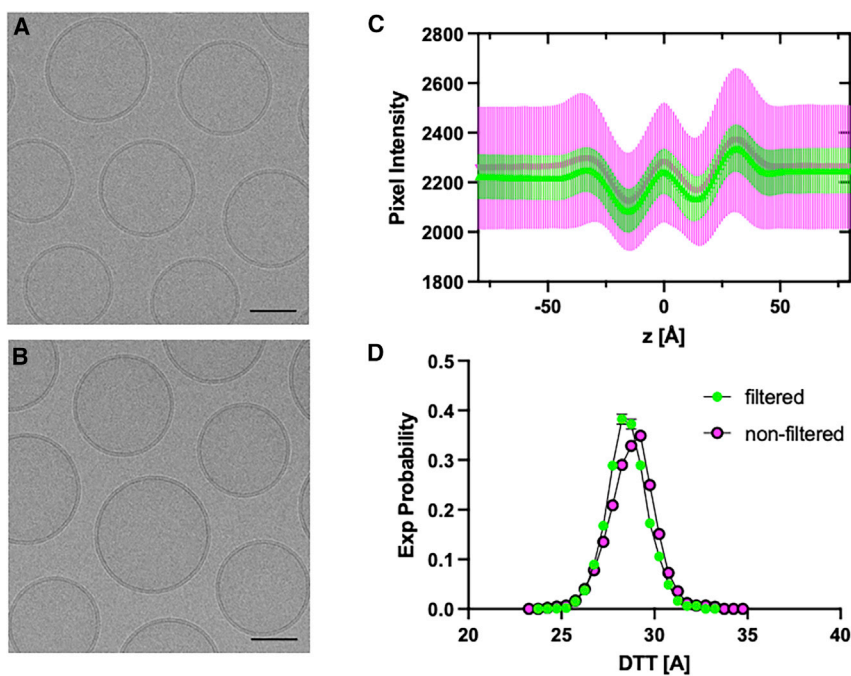 A
B
C
2800
2600
2400
2200
2000
1800
Pixel Intensity
-50
0
50
z [Å]
D
0.5
0.4
0.3
0.2
0.1
0.0
Exp Probability
filtered
non-filtered
20
25
30
35
40
DTT [A]